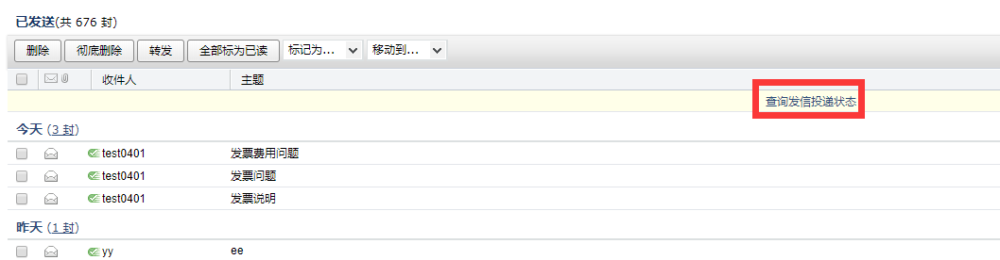 已发送(共 676 封)
删除 彻底删除 转发 全部标为已读 标记为... 移动到...
收件人 主题
查询发信投递状态
今天 (3 封)
test0401 发票费用问题
test0401 发票问题
test0401 发票说明
昨天 (1 封)
yy ee